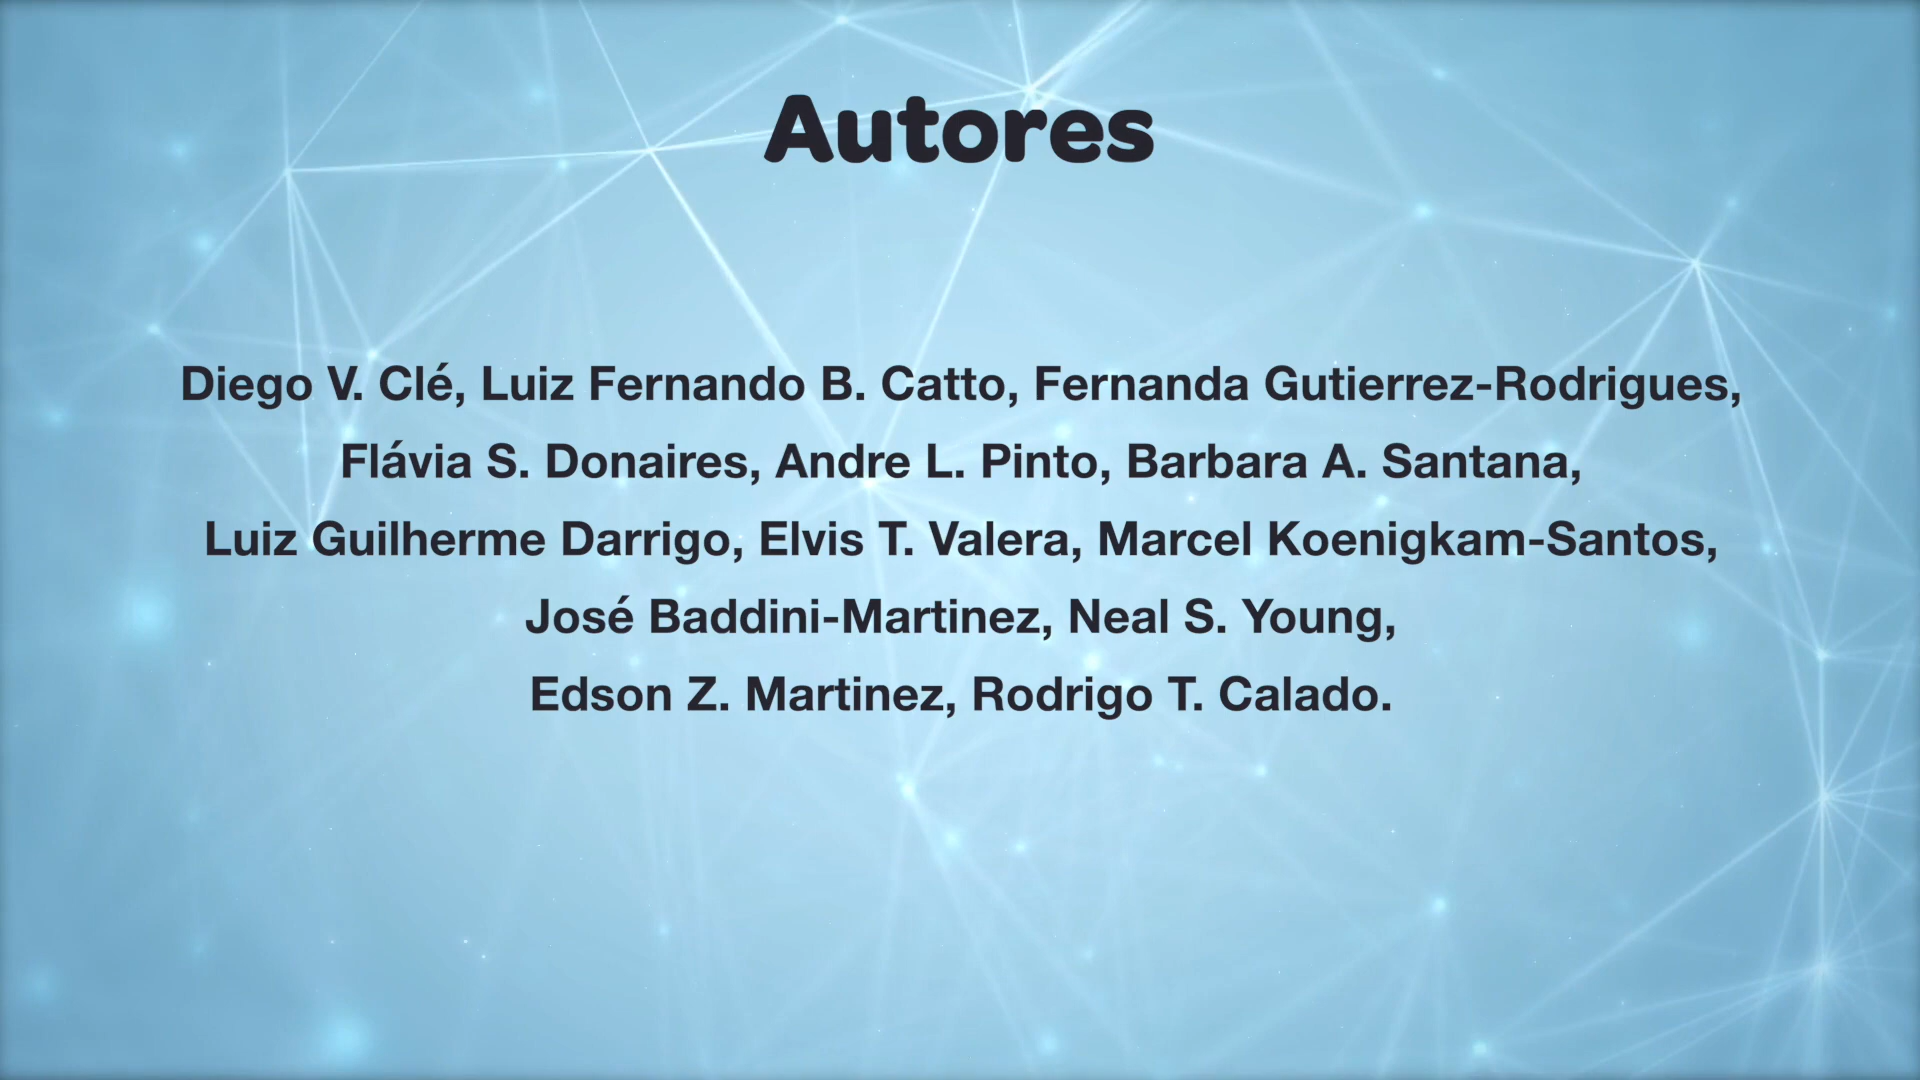 Autores
Diego V. Clé, Luiz Fernando B. Catto, Fernanda Gutierrez-Rodrigues,
Flávia S. Donaires, Andre L. Pinto, Barbara A. Santana,
Luiz Guilherme Darrigo, Elvis T. Valera, Marcel Koenigkam-Santos,
José Baddini-Martinez, Neal S. Young,
Edson Z. Martinez, Rodrigo T. Calado.